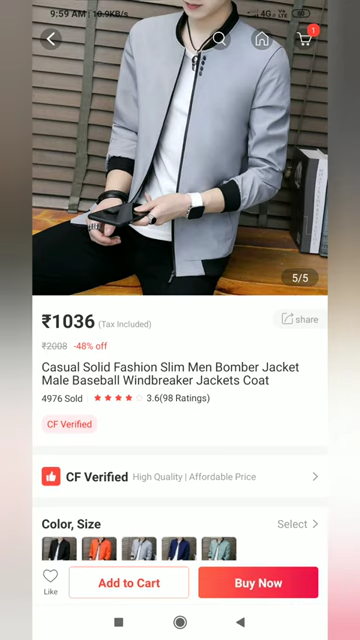 9:59 AM 10.9KB/s
4G
1
5/5
₹1036 (Tax Included)
share
₹2008 -48% off
Casual Solid Fashion Slim Men Bomber Jacket
Male Baseball Windbreaker Jackets Coat
4976 Sold 3.6(98 Ratings)
CF Verified
CF Verified High Quality | Affordable Price
Color, Size
Select
Like
Add to Cart
Buy Now